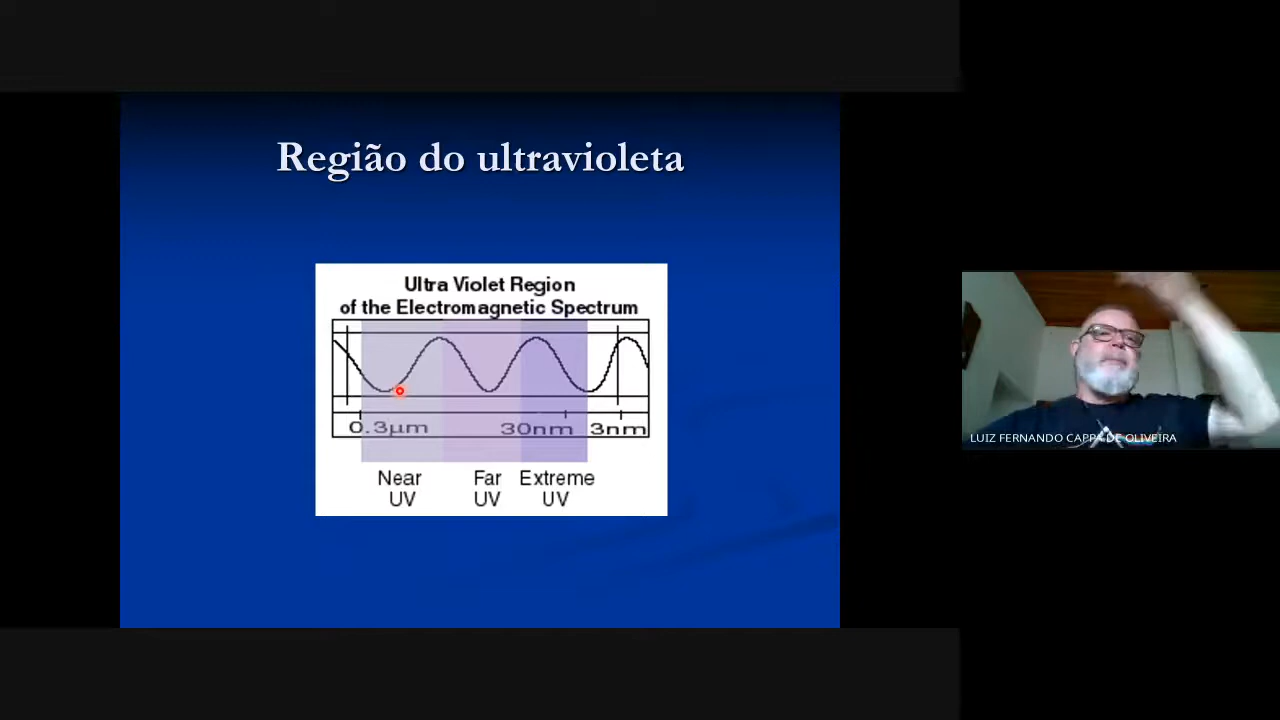 Região do ultravioleta
Ultra Violet Region
of the Electromagnetic Spectrum
0.3µm 30nm 3nm
Near Far Extreme
UV UV UV
LUIZ FERNANDO CAPPA DE OLIVEIRA